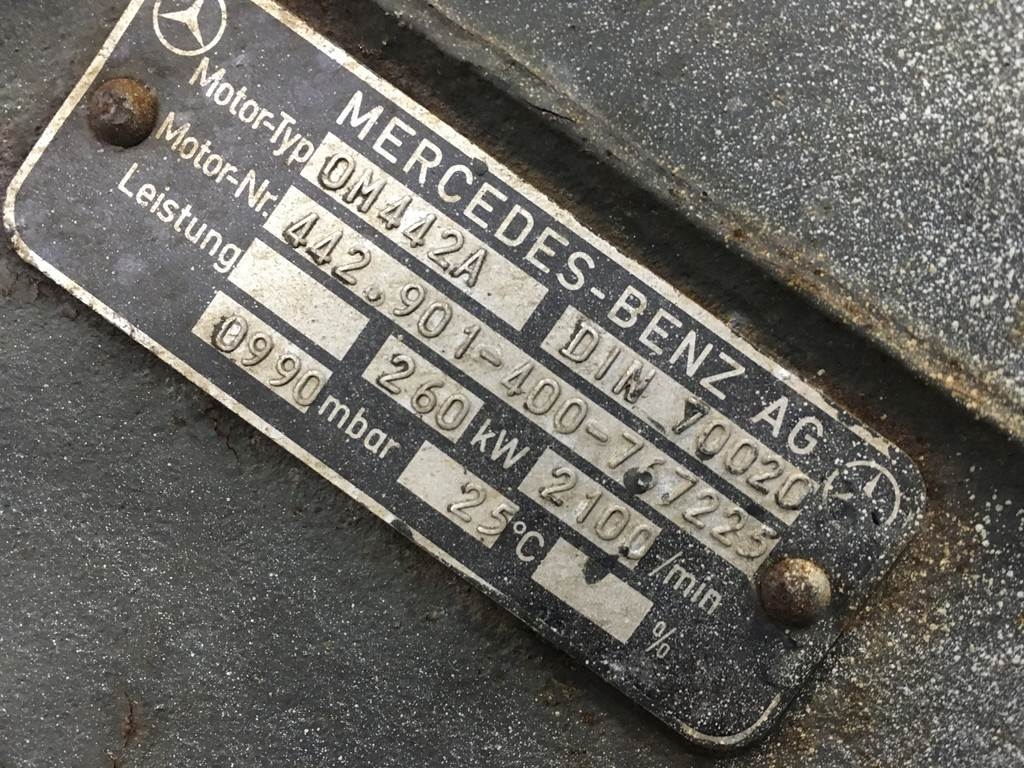 MERCEDES-BENZ AG
Motor-Typ OM442A DIN 70020
Motor-Nr. 442.901-400-767225
Leistung 260 kW 2100 /min
0990 mbar 25 °C %